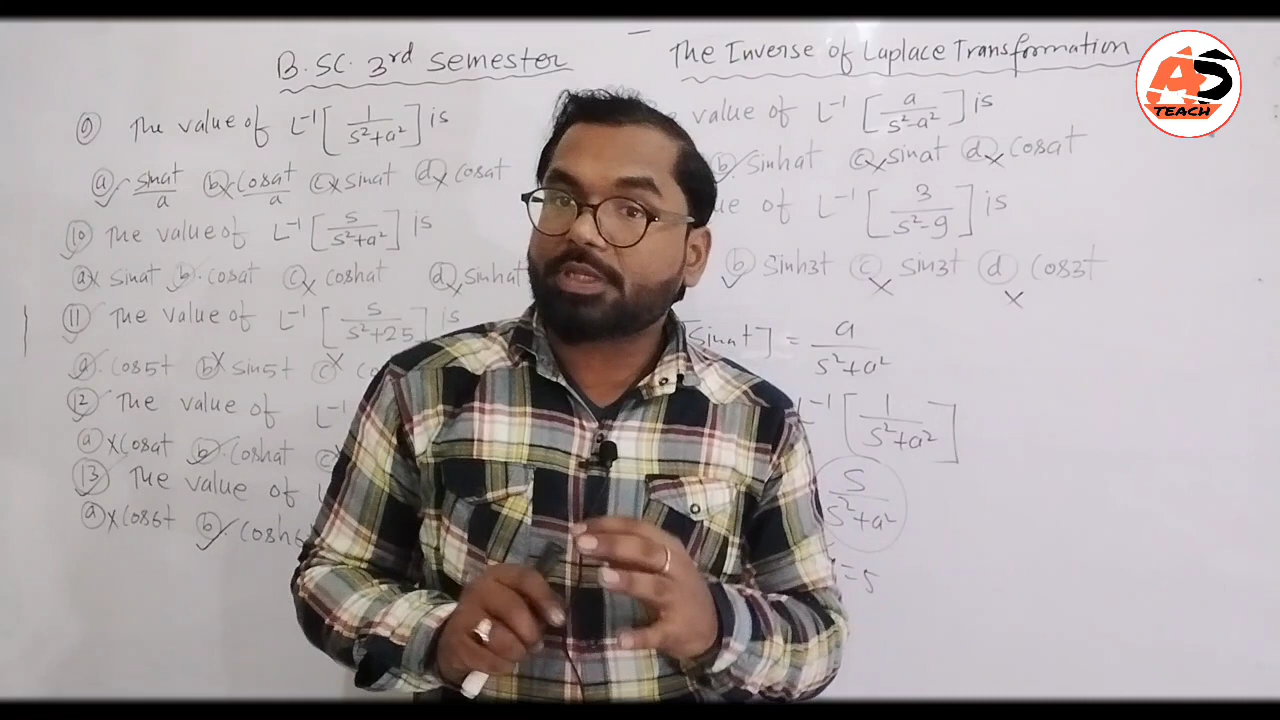 B.SC. 3rd Semester
The Inverse of Laplace Transformation
AS
TEACH
9) The value of L⁻¹[1/(s²+a²)] is
a) sinat/a b) cosat/a c) sinat d) cosat
10) The value of L⁻¹[s/(s²+a²)] is
a) sinat b) cosat c) coshat d) sinhat
11) The value of L⁻¹[s/(s²+25)] is
a) cos5t b) sin5t c)
12) The value of L⁻¹
a) cosat b) coshat
13) The value of
a) cos6t b)
value of L⁻¹[a/(s²-a²)] is
b) sinhat c) sinat d) cosat
of L⁻¹[3/(s²-9)] is
b) sinh3t c) sin3t d) cos3t
[sinat] = a/(s²+a²)
L⁻¹[1/(s²+a²)]
s/(s²+a²)
=5